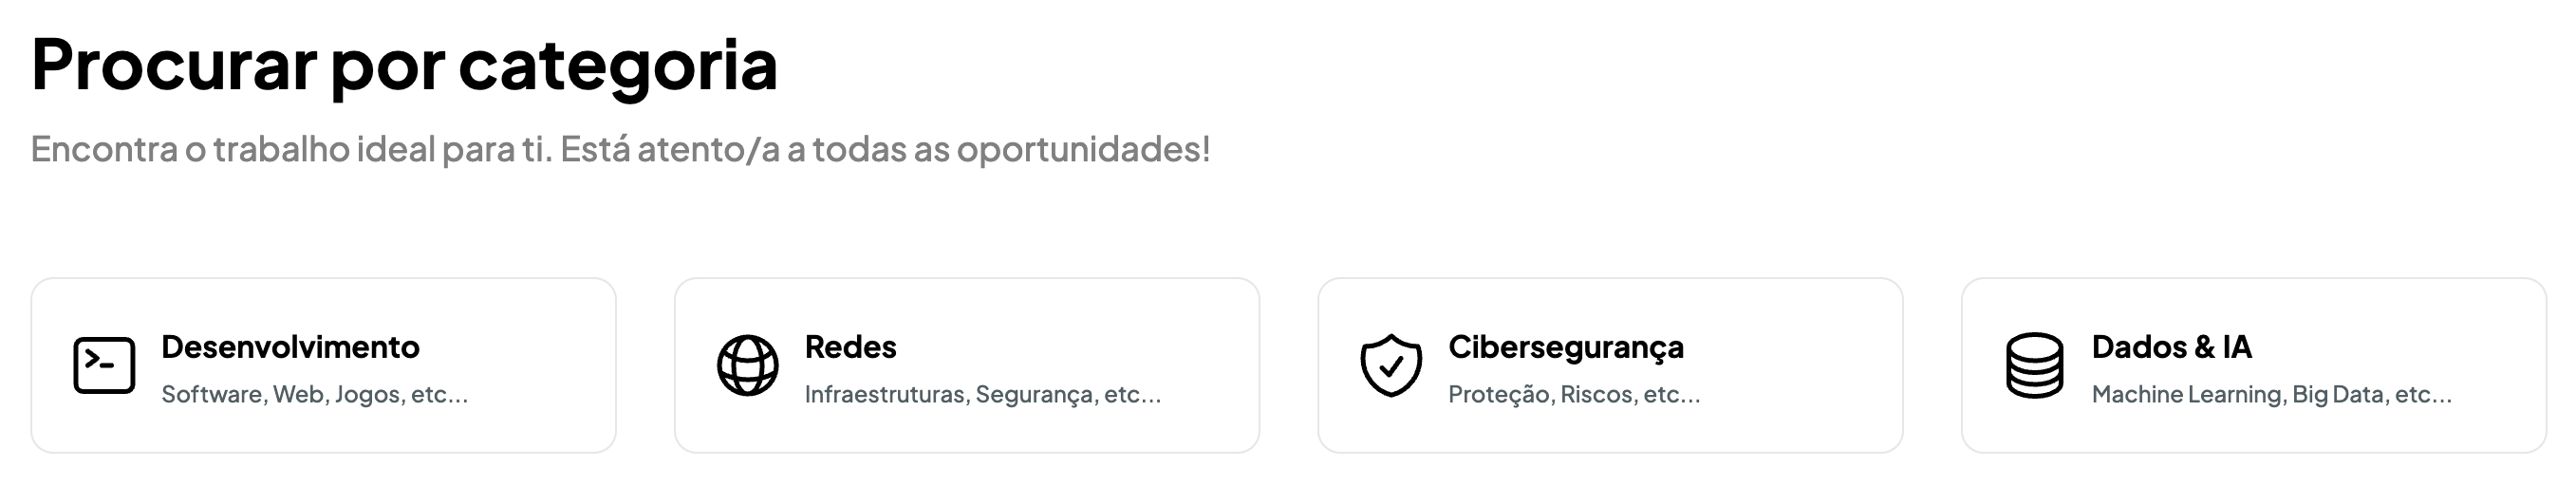 Procurar por categoria
Encontra o trabalho ideal para ti. Está atento/a a todas as oportunidades!
Desenvolvimento
Software, Web, Jogos, etc...
Redes
Infraestruturas, Segurança, etc...
Cibersegurança
Proteção, Riscos, etc...
Dados & IA
Machine Learning, Big Data, etc...